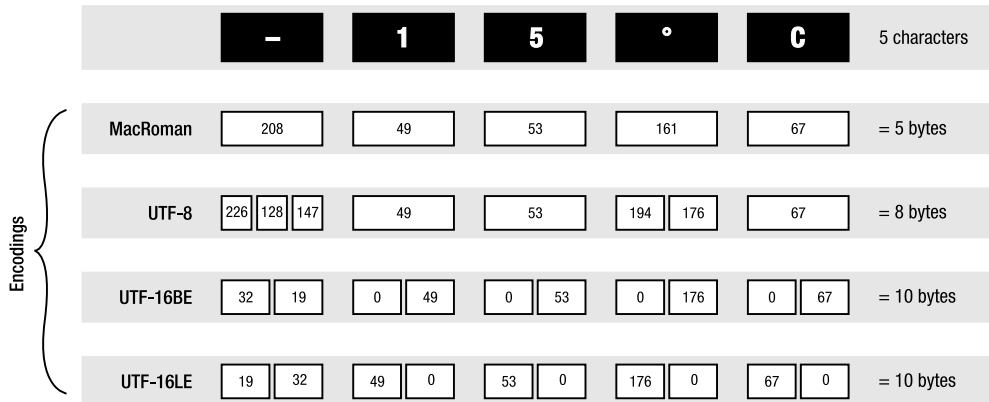 – 1 5 ° C 5 characters
MacRoman 208 49 53 161 67 = 5 bytes
UTF-8 226 128 147 49 53 194 176 67 = 8 bytes
Encodings
UTF-16BE 32 19 0 49 0 53 0 176 0 67 = 10 bytes
UTF-16LE 19 32 49 0 53 0 176 0 67 0 = 10 bytes